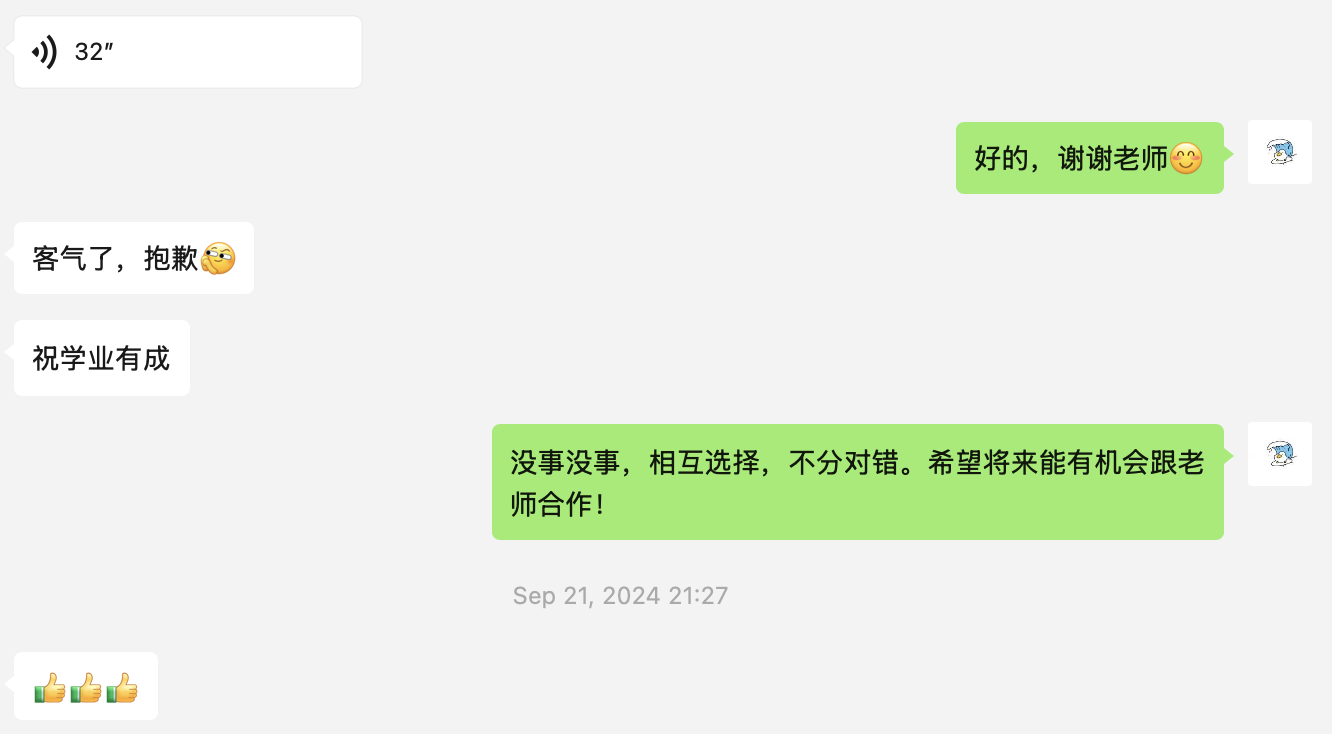 32″
好的，谢谢老师😊
客气了，抱歉
祝学业有成
没事没事，相互选择，不分对错。希望将来能有机会跟老
师合作！
Sep 21, 2024 21:27
👍👍👍